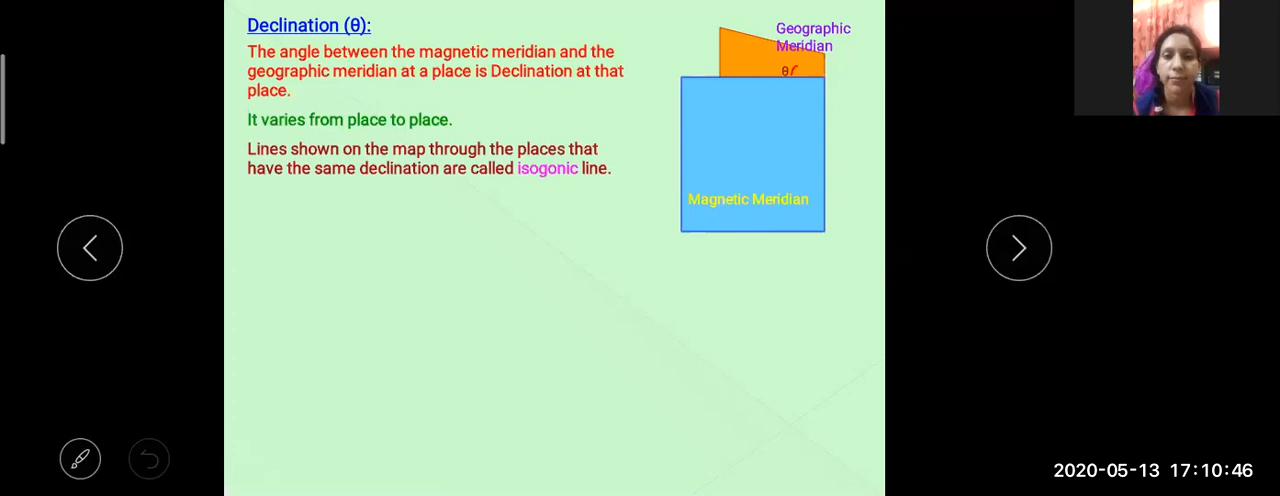 Declination (θ):
The angle between the magnetic meridian and the
geographic meridian at a place is Declination at that
place.
It varies from place to place.
Lines shown on the map through the places that
have the same declination are called isogonic line.
Geographic
Meridian
θ
Magnetic Meridian
2020-05-13 17:10:46